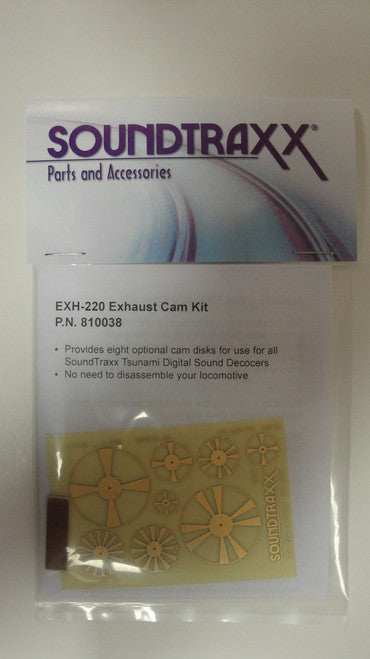 SOUNDTRAXX®
Parts and Accessories
EXH-220 Exhaust Cam Kit
P.N. 810038
• Provides eight optional cam disks for use for all
SoundTraxx Tsunami Digital Sound Decocers
• No need to disassemble your locomotive
SOUNDTRAXX